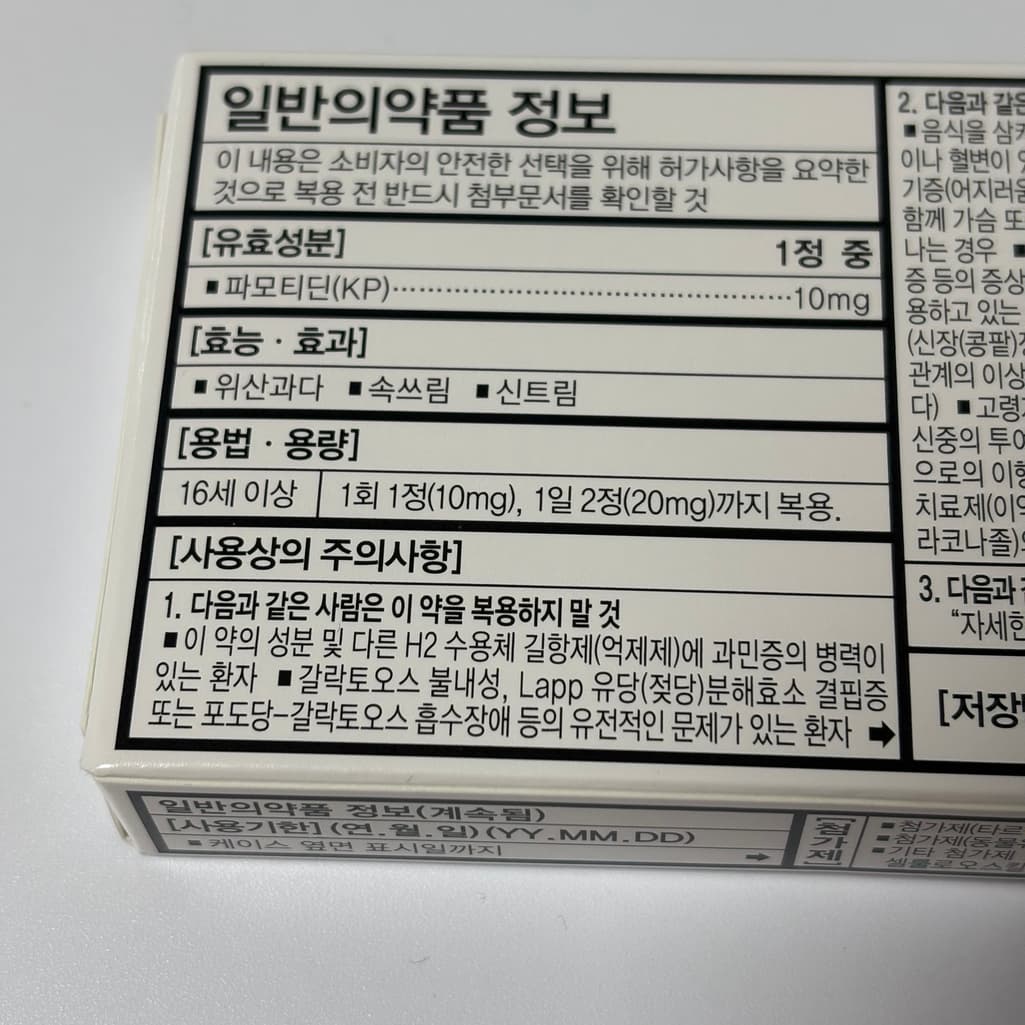 일반의약품 정보
이 내용은 소비자의 안전한 선택을 위해 허가사항을 요약한
것으로 복용 전 반드시 첨부문서를 확인할 것
[유효성분] 1정 중
▪파모티딘(KP)⋯⋯⋯⋯⋯⋯⋯⋯⋯⋯⋯⋯10mg
[효능 · 효과]
▪위산과다 ▪속쓰림 ▪신트림
[용법 · 용량]
16세 이상 1회 1정(10mg), 1일 2정(20mg)까지 복용.
[사용상의 주의사항]
1. 다음과 같은 사람은 이 약을 복용하지 말 것
▪이 약의 성분 및 다른 H2 수용체 길항제(억제제)에 과민증의 병력이
있는 환자 ▪갈락토오스 불내성, Lapp 유당(젖당)분해효소 결핍증
또는 포도당-갈락토오스 흡수장애 등의 유전적인 문제가 있는 환자 ➡
2. 다음과 같은
▪음식을 삼키
이나 혈변이
기증(어지러움
함께 가슴 또
나는 경우 ▪
증 등의 증상
용하고 있는
(신장(콩팥)
관계의 이상
다) ▪고령
신중의 투여
으로의 이행
치료제(이
라코나졸)
3. 다음과
“자세한
[저장
일반의약품 정보(계속됨)
[사용기한] (연.월.일) (YY.MM.DD)
▪케이스 옆면 표시일까지 ➡
[첨가제]
▪첨가제(타르
▪첨가제(동물
▪기타 첨가제
셀룰로오스